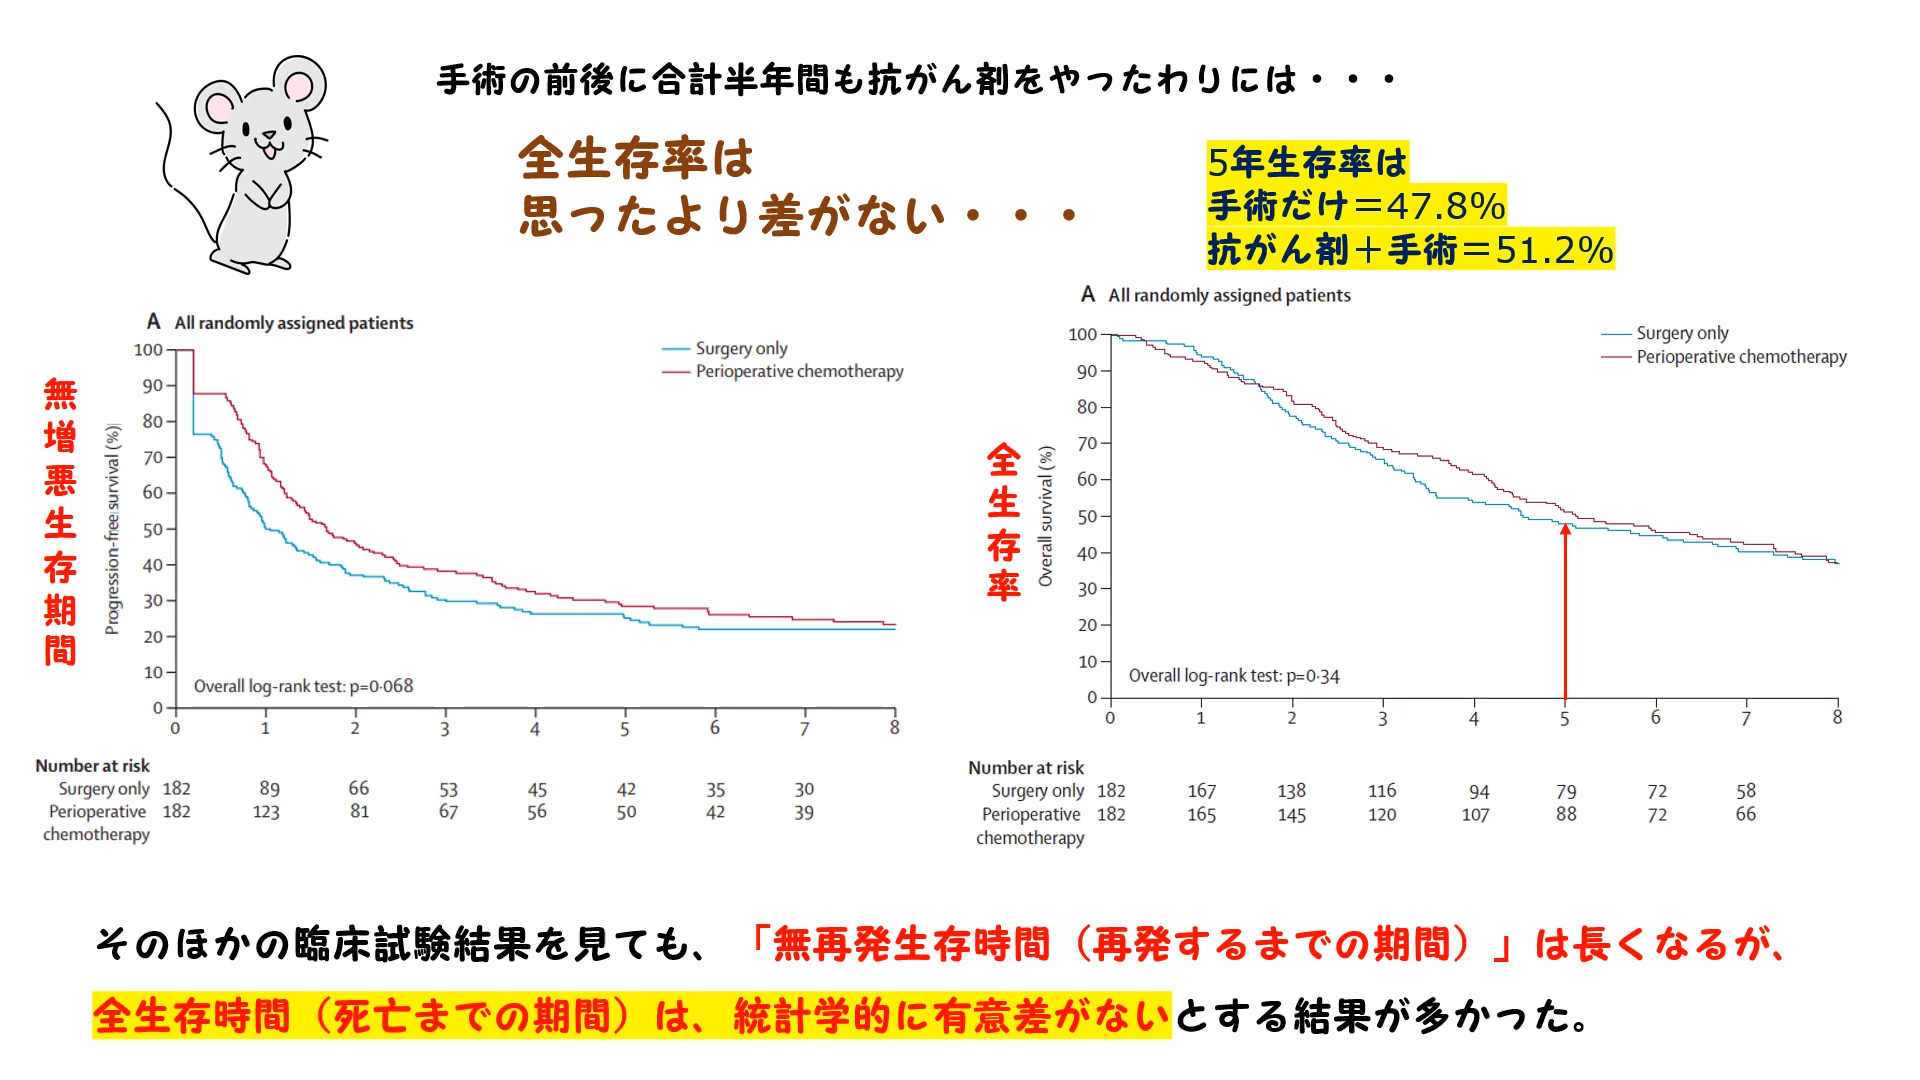 手術の前後に合計半年間も抗がん剤をやったわりには・・・
全生存率は
思ったより差がない・・・
5年生存率は
手術だけ＝47.8%
抗がん剤＋手術＝51.2%
無増悪生存期間
A All randomly assigned patients
Surgery only
Perioperative chemotherapy
Progression-free survival (%)
100
90
80
70
60
50
40
30
20
10
0
Overall log-rank test: p=0·068
0 1 2 3 4 5 6 7 8
Number at risk
Surgery only 182 89 66 53 45 42 35 30
Perioperative 182 123 81 67 56 50 42 39
chemotherapy
全生存率
A All randomly assigned patients
Surgery only
Perioperative chemotherapy
Overall survival (%)
100
90
80
70
60
50
40
30
20
10
0
Overall log-rank test: p=0·34
0 1 2 3 4 5 6 7 8
Number at risk
Surgery only 182 167 138 116 94 79 72 58
Perioperative 182 165 145 120 107 88 72 66
chemotherapy
そのほかの臨床試験結果を見ても、「無再発生存時間（再発するまでの期間）」は長くなるが、
全生存時間（死亡までの期間）は、統計学的に有意差がないとする結果が多かった。